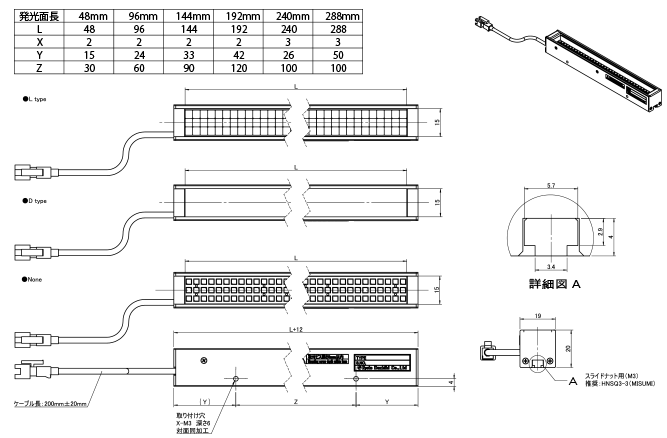 発光面長 48mm 96mm 144mm 192mm 240mm 288mm
L 48 96 144 192 240 288
X 2 2 2 2 3 3
Y 15 24 33 42 26 50
Z 30 60 90 120 100 100
●L type
L
15
●D type
L
15
●None
L
15
L+12
4
ケーブル長:200mm±20mm
(Y)
Z
Y
取り付け穴
X-M3 深さ6
対面同加工
5.7
2.9
4
3.4
詳細図 A
19
20
A
スライドナット用(M3)
推奨:HNSQ3-3(MISUMI)